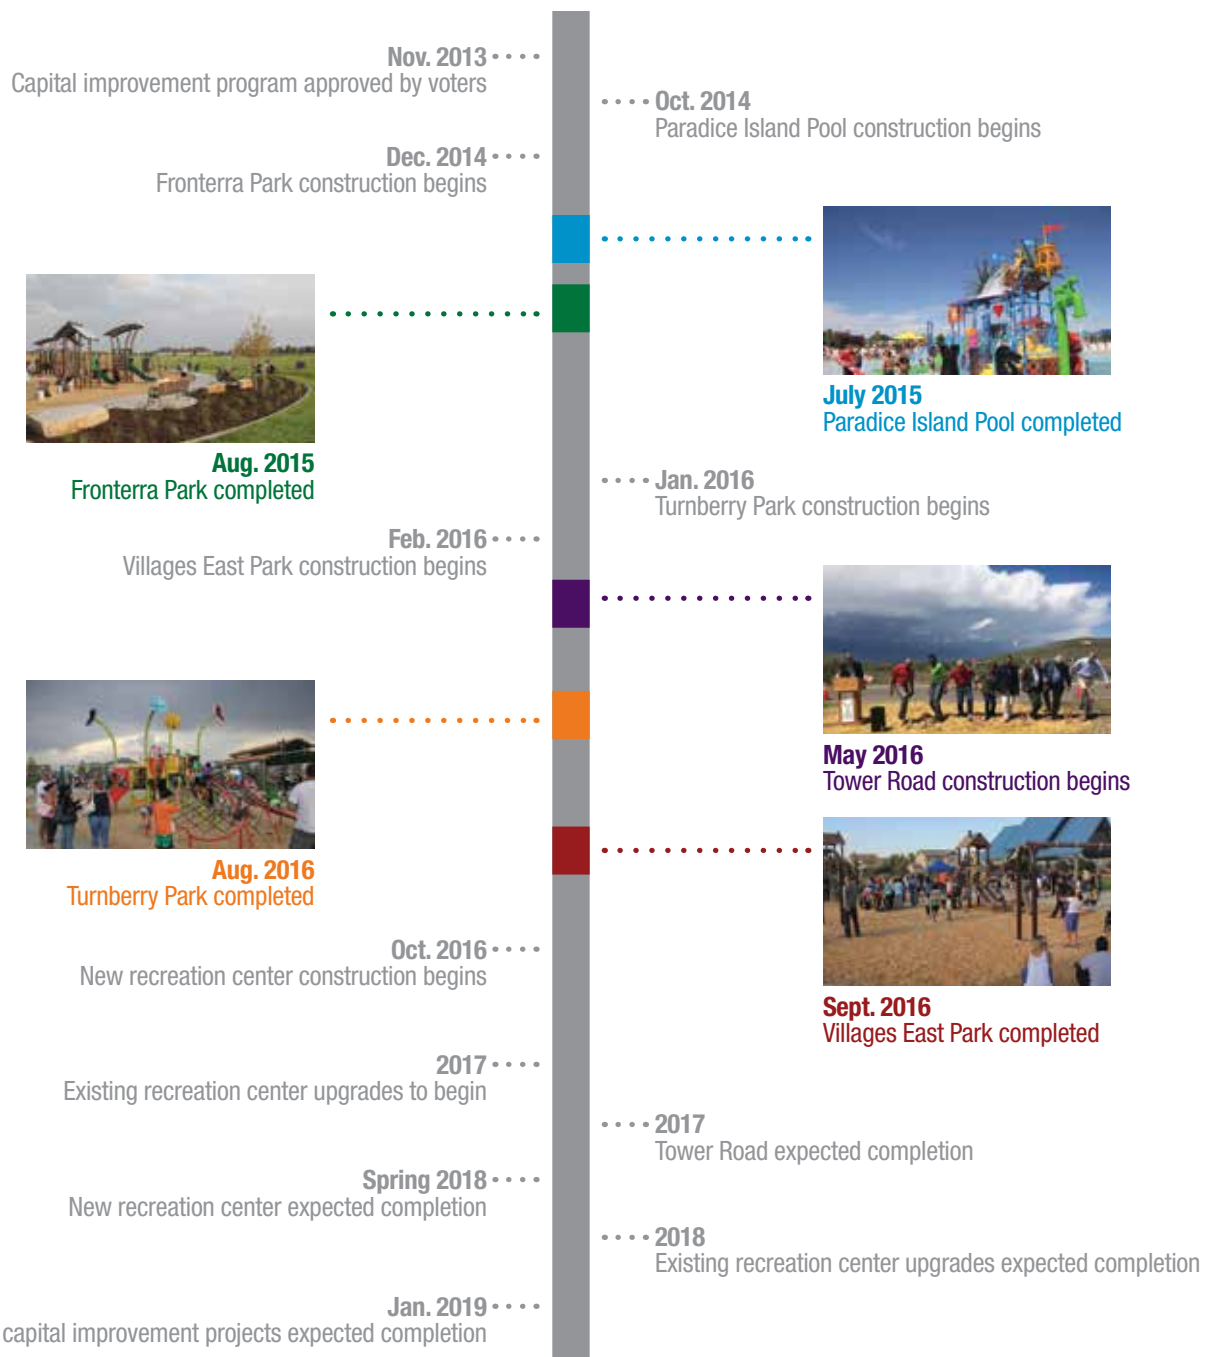 Nov. 2013
Capital improvement program approved by voters
Oct. 2014
Paradice Island Pool construction begins
Dec. 2014
Fronterra Park construction begins
July 2015
Paradice Island Pool completed
Aug. 2015
Fronterra Park completed
Jan. 2016
Turnberry Park construction begins
Feb. 2016
Villages East Park construction begins
May 2016
Tower Road construction begins
Aug. 2016
Turnberry Park completed
Sept. 2016
Villages East Park completed
Oct. 2016
New recreation center construction begins
2017
Existing recreation center upgrades to begin
2017
Tower Road expected completion
Spring 2018
New recreation center expected completion
2018
Existing recreation center upgrades expected completion
Jan. 2019
capital improvement projects expected completion